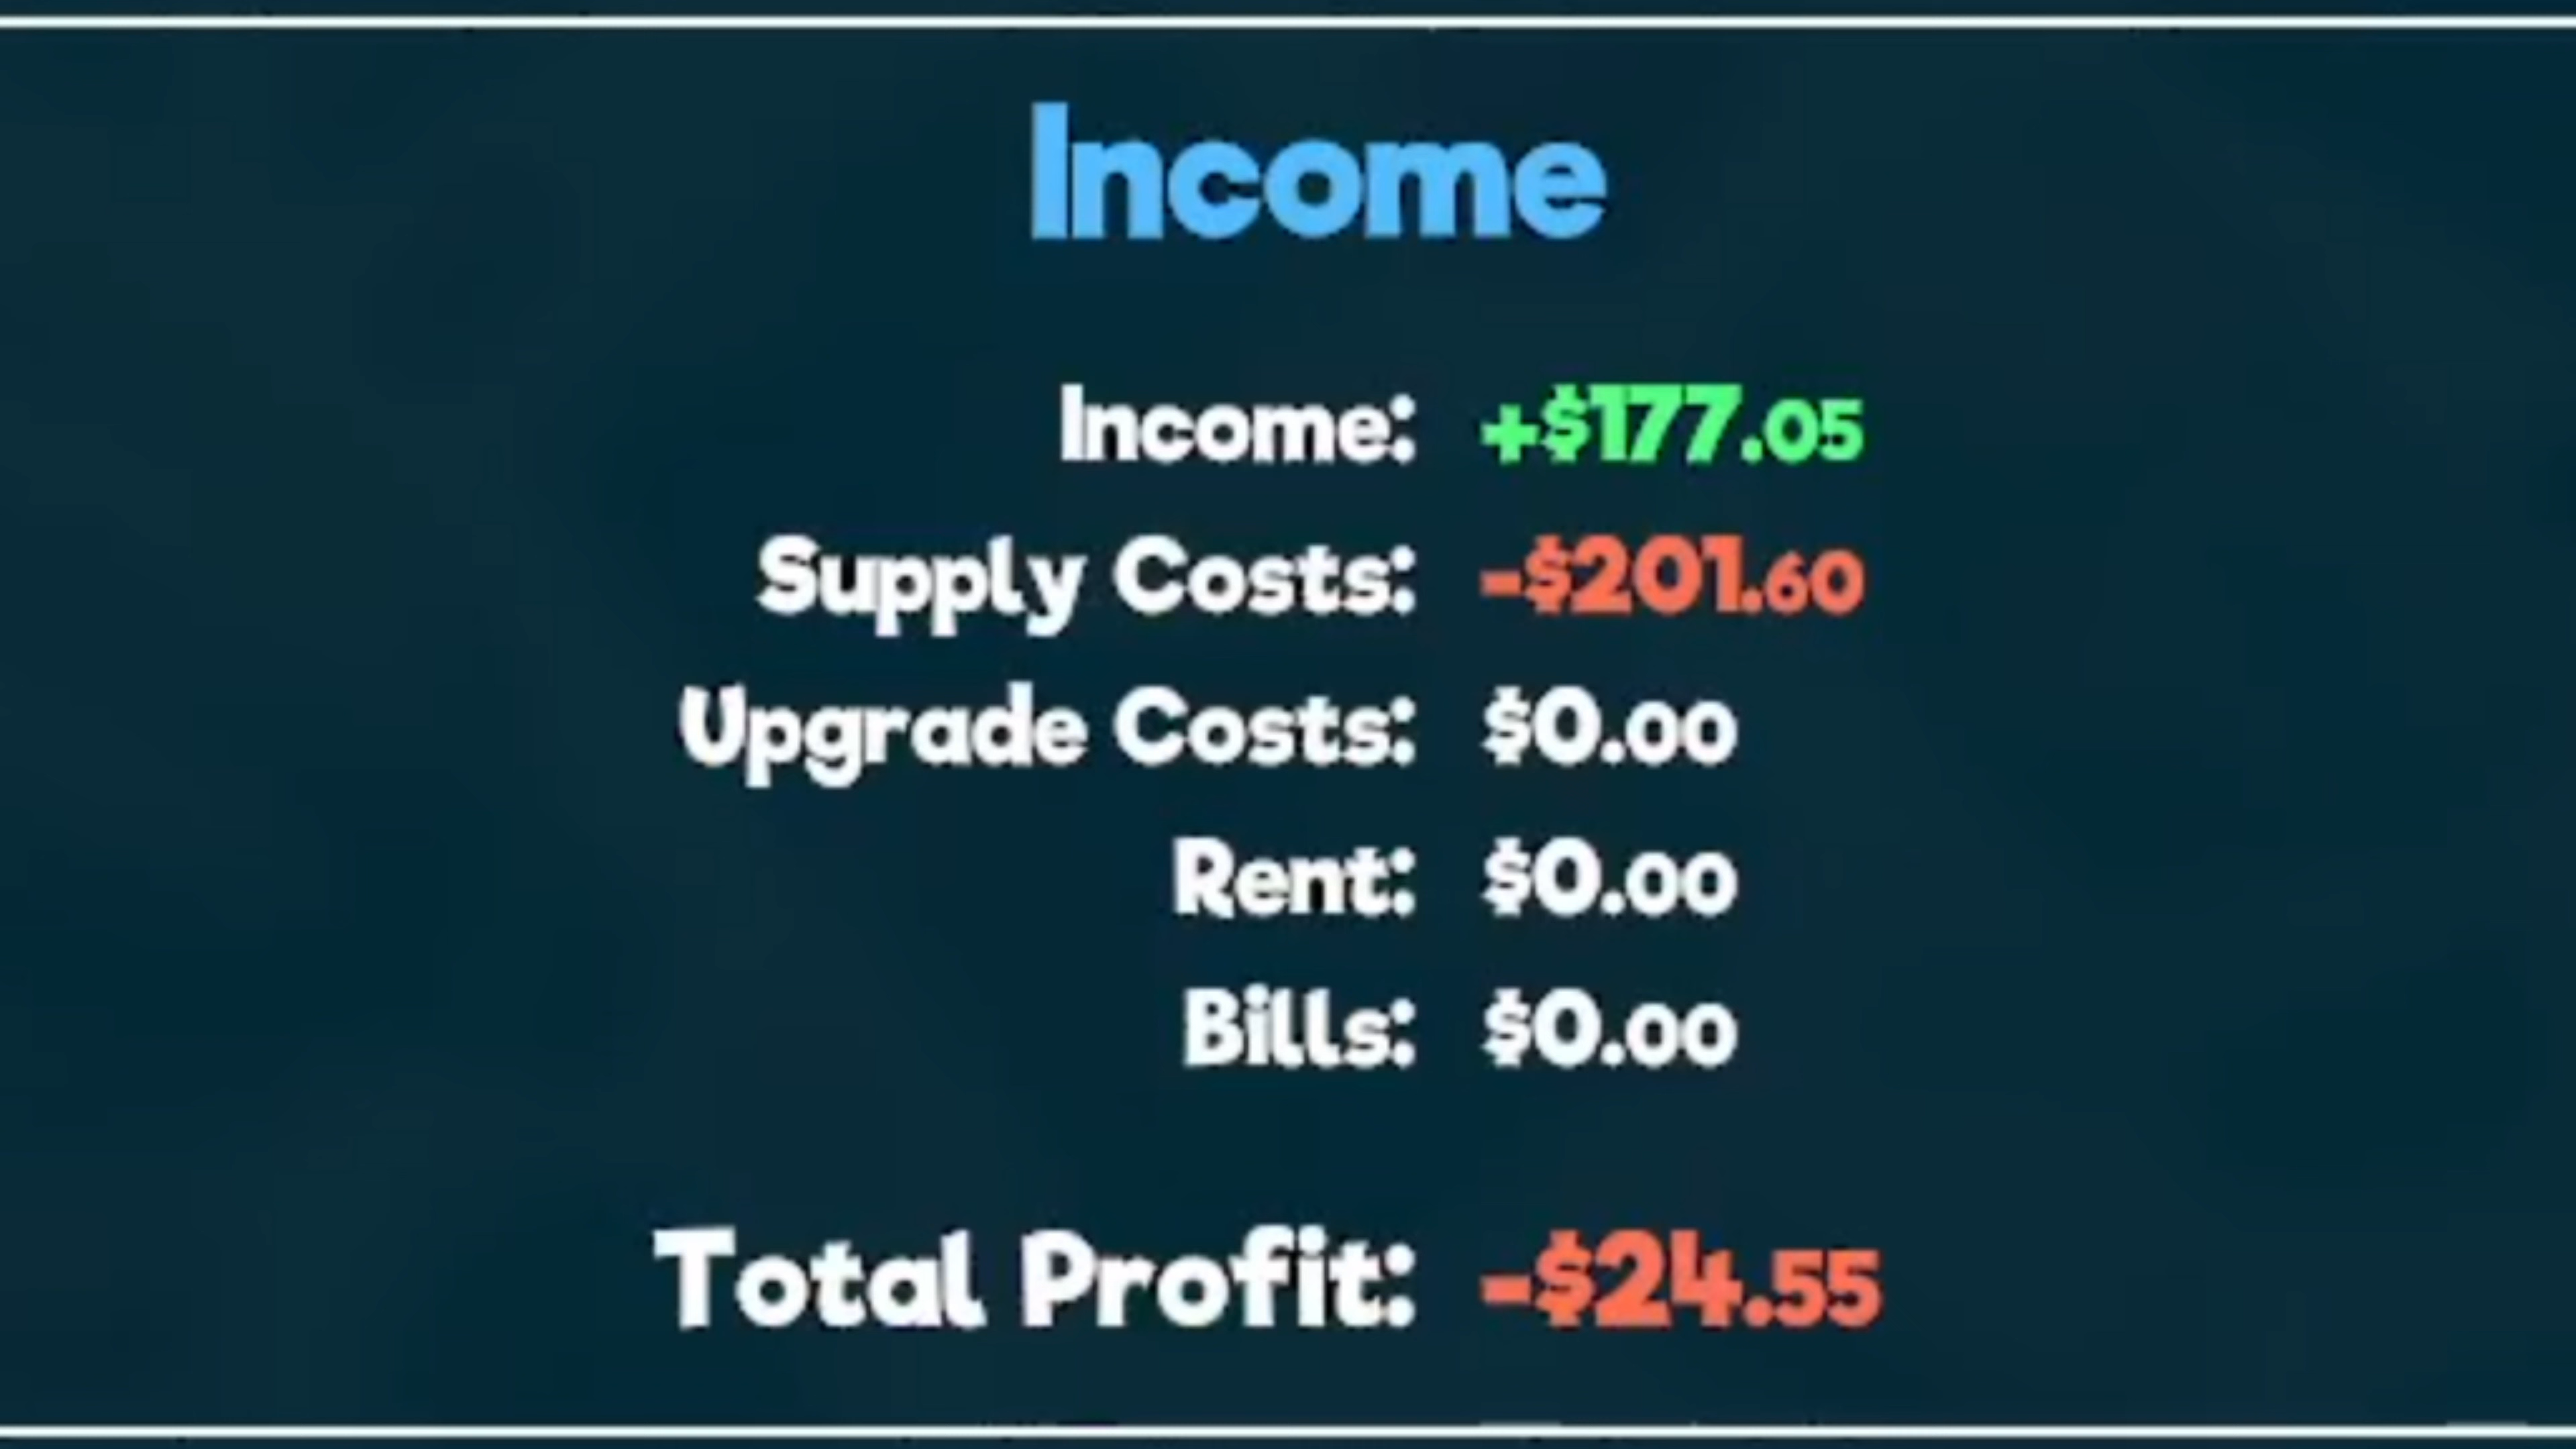 Income
Income: +$177.05
Supply Costs: -$201.60
Upgrade Costs: $0.00
Rent: $0.00
Bills: $0.00
Total Profit: -$24.55